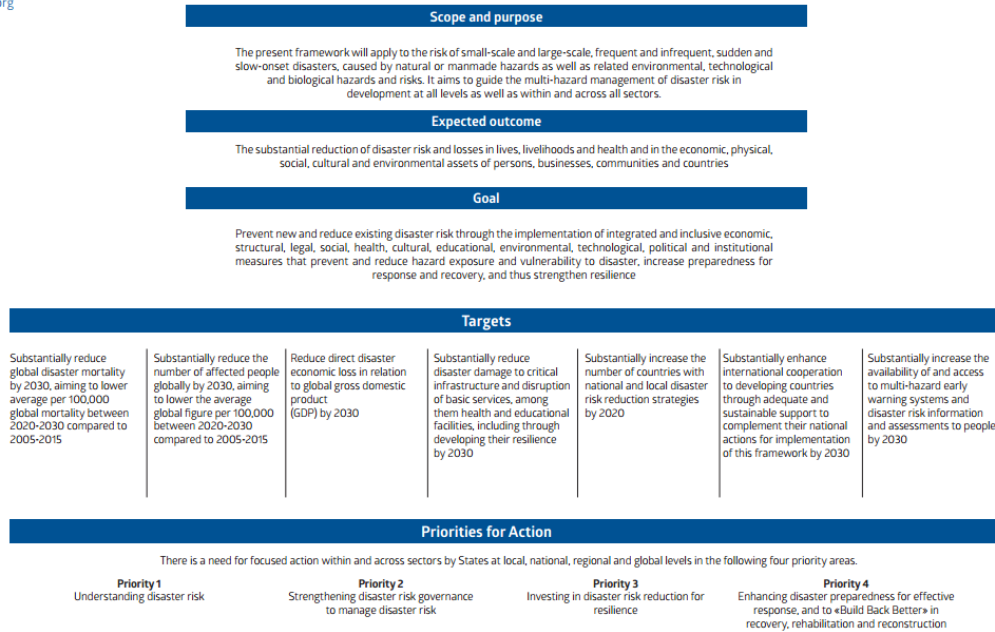 org
Scope and purpose
The present framework will apply to the risk of small-scale and large-scale, frequent and infrequent, sudden and
slow-onset disasters, caused by natural or manmade hazards as well as related environmental, technological
and biological hazards and risks. It aims to guide the multi-hazard management of disaster risk in
development at all levels as well as within and across all sectors.
Expected outcome
The substantial reduction of disaster risk and losses in lives, livelihoods and health and in the economic, physical,
social, cultural and environmental assets of persons, businesses, communities and countries
Goal
Prevent new and reduce existing disaster risk through the implementation of integrated and inclusive economic,
structural, legal, social, health, cultural, educational, environmental, technological, political and institutional
measures that prevent and reduce hazard exposure and vulnerability to disaster, increase preparedness for
response and recovery, and thus strengthen resilience
Targets
Substantially reduce
global disaster mortality
by 2030, aiming to lower
average per 100,000
global mortality between
2020-2030 compared to
2005-2015
Substantially reduce the
number of affected people
globally by 2030, aiming
to lower the average
global figure per 100,000
between 2020-2030
compared to 2005-2015
Reduce direct disaster
economic loss in relation
to global gross domestic
product
(GDP) by 2030
Substantially reduce
disaster damage to critical
infrastructure and disruption
of basic services, among
them health and educational
facilities, including through
developing their resilience
by 2030
Substantially increase the
number of countries with
national and local disaster
risk reduction strategies
by 2020
Substantially enhance
international cooperation
to developing countries
through adequate and
sustainable support to
complement their national
actions for implementation
of this framework by 2030
Substantially increase the
availability of and access
to multi-hazard early
warning systems and
disaster risk information
and assessments to people
by 2030
Priorities for Action
There is a need for focused action within and across sectors by States at local, national, regional and global levels in the following four priority areas.
Priority 1
Understanding disaster risk
Priority 2
Strengthening disaster risk governance
to manage disaster risk
Priority 3
Investing in disaster risk reduction for
resilience
Priority 4
Enhancing disaster preparedness for effective
response, and to «Build Back Better» in
recovery, rehabilitation and reconstruction